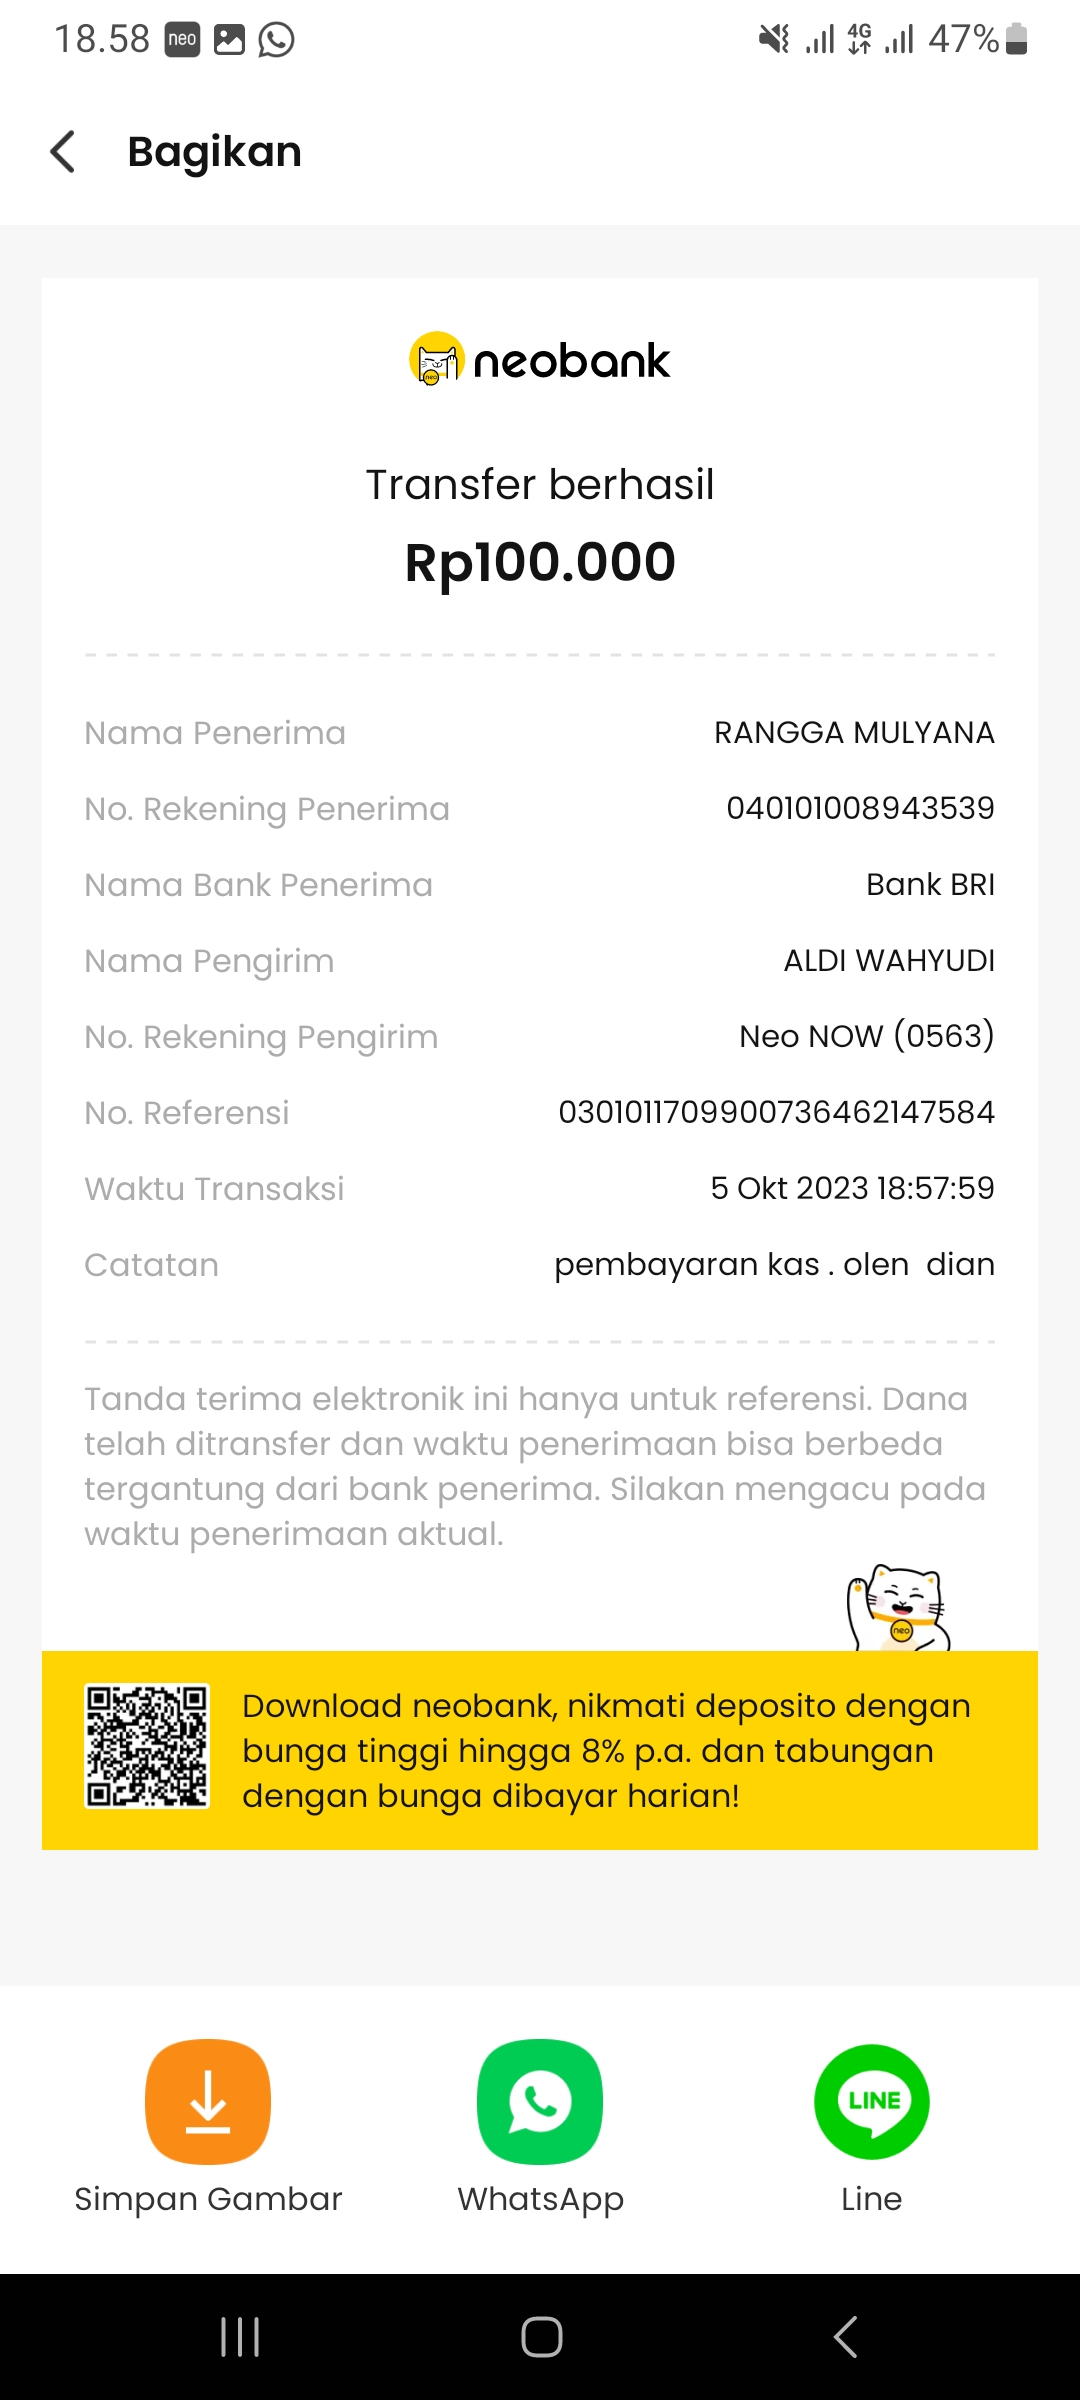 18.58 neo 4G 47%
Bagikan
neobank
Transfer berhasil
Rp100.000
Nama Penerima RANGGA MULYANA
No. Rekening Penerima 040101008943539
Nama Bank Penerima Bank BRI
Nama Pengirim ALDI WAHYUDI
No. Rekening Pengirim Neo NOW (0563)
No. Referensi 0301011709900736462147584
Waktu Transaksi 5 Okt 2023 18:57:59
Catatan pembayaran kas . olen  dian
Tanda terima elektronik ini hanya untuk referensi. Dana
telah ditransfer dan waktu penerimaan bisa berbeda
tergantung dari bank penerima. Silakan mengacu pada
waktu penerimaan aktual.
neo
Download neobank, nikmati deposito dengan
bunga tinggi hingga 8% p.a. dan tabungan
dengan bunga dibayar harian!
LINE
Simpan Gambar WhatsApp Line